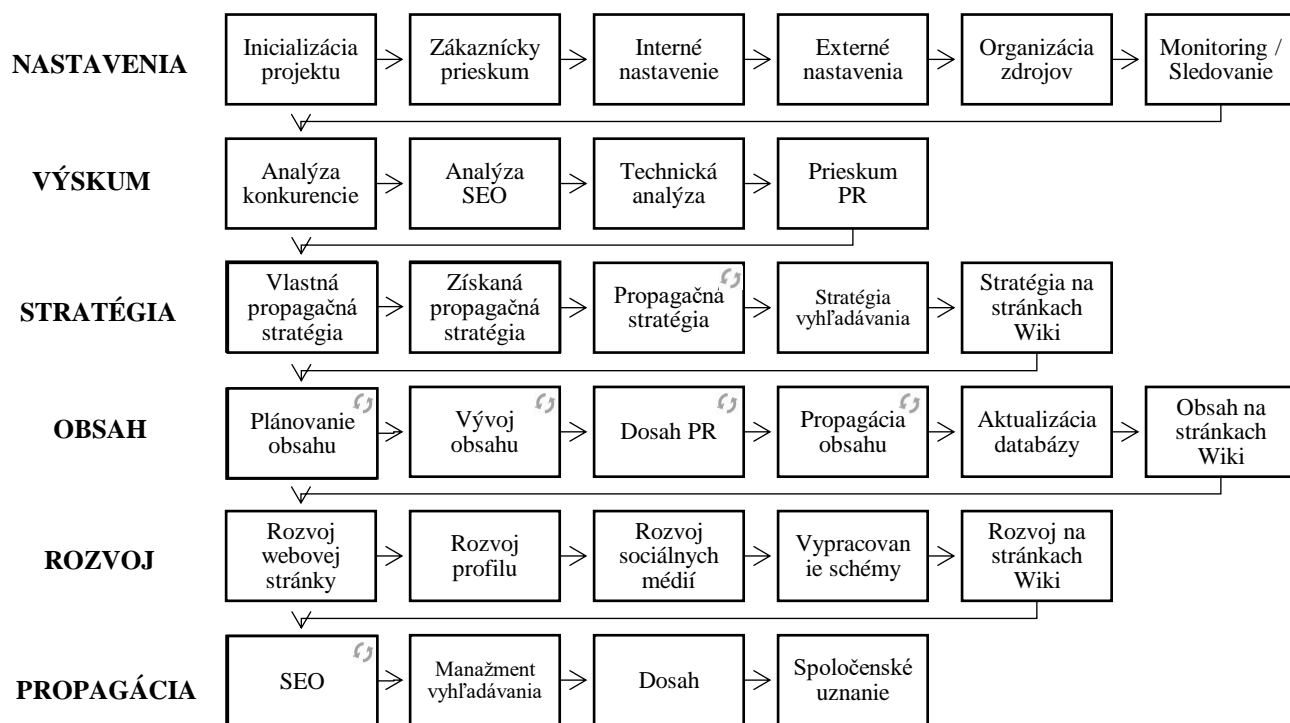 NASTAVENIA
Inicializácia
projektu
Zákaznícky
prieskum
Interné
nastavenie
Externé
nastavenia
Organizácia
zdrojov
Monitoring /
Sledovanie
VÝSKUM
Analýza
konkurencie
Analýza
SEO
Technická
analýza
Prieskum
PR
STRATÉGIA
Vlastná
propagačná
stratégia
Získaná
propagačná
stratégia
Propagačná
stratégia
Stratégia
vyhľadávania
Stratégia na
stránkach
Wiki
OBSAH
Plánovanie
obsahu
Vývoj
obsahu
Dosah PR
Propagácia
obsahu
Aktualizácia
databázy
Obsah na
stránkach
Wiki
ROZVOJ
Rozvoj
webovej
stránky
Rozvoj
profilu
Rozvoj
sociálnych
médií
Vypracovan
ie schémy
Rozvoj na
stránkach
Wiki
PROPAGÁCIA
SEO
Manažment
vyhľadávania
Dosah
Spoločenské
uznanie